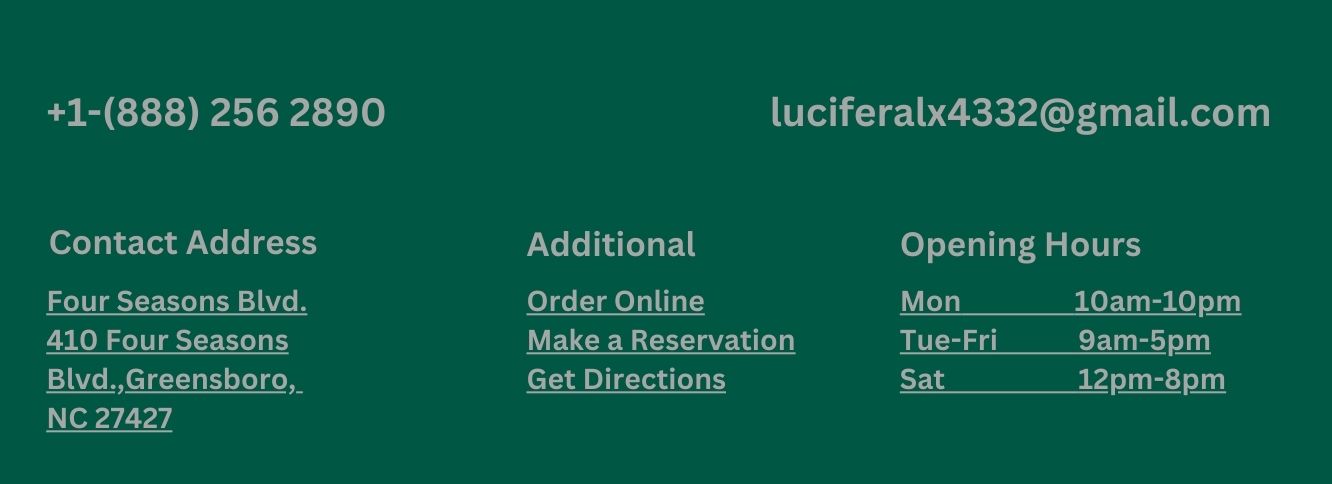 +1-(888) 256 2890
luciferalx4332@gmail.com
Contact Address
Four Seasons Blvd.
410 Four Seasons
Blvd.,Greensboro,
NC 27427
Additional
Order Online
Make a Reservation
Get Directions
Opening Hours
Mon 10am-10pm
Tue-Fri 9am-5pm
Sat 12pm-8pm